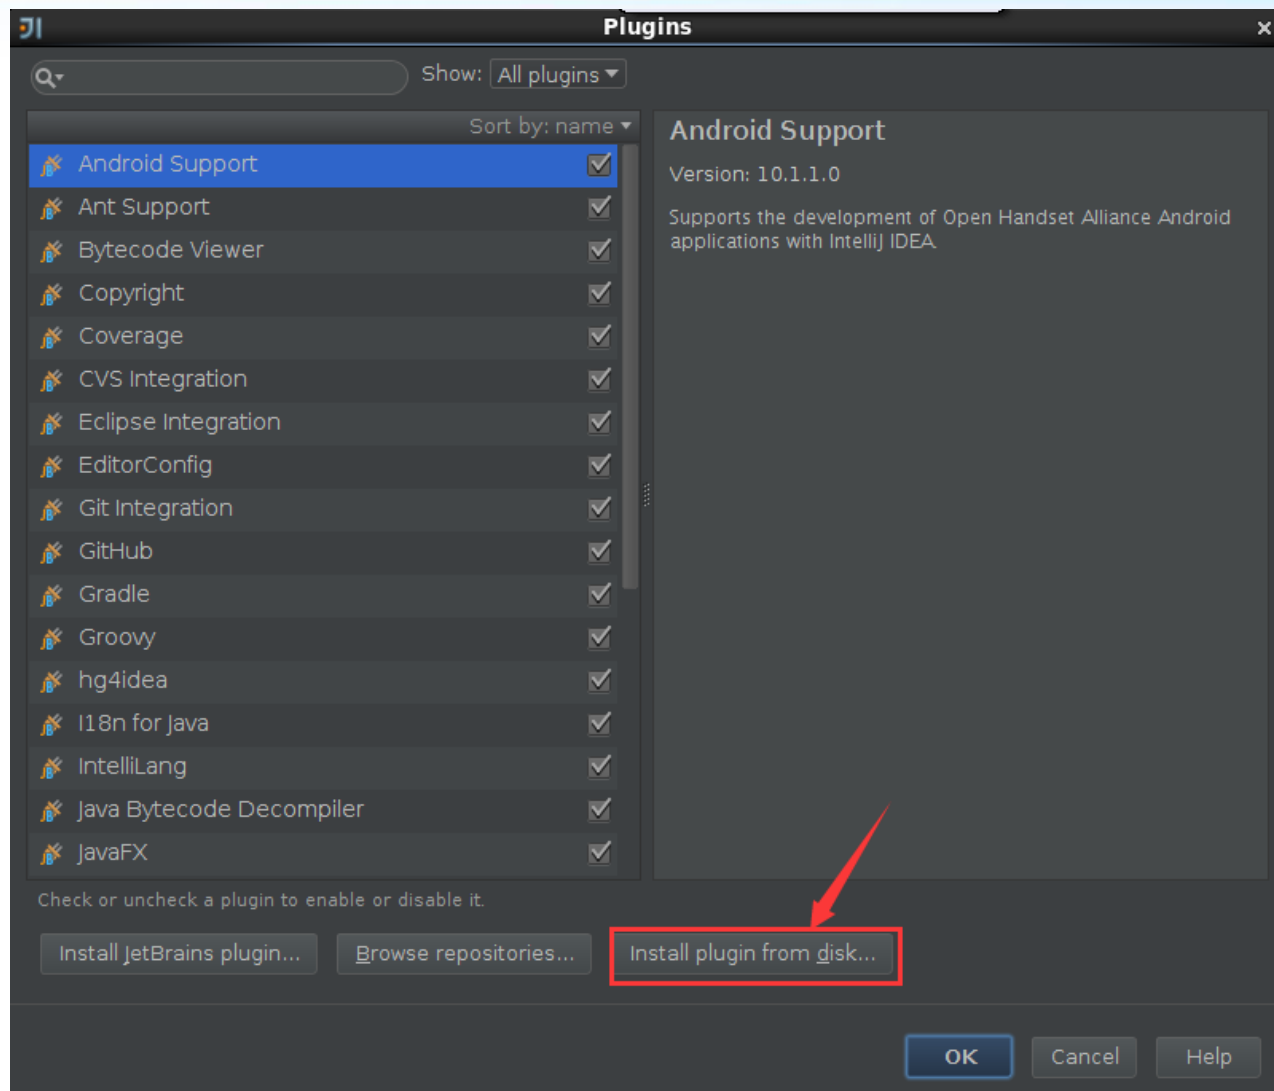 JI
Plugins
Show: All plugins
Sort by: name
Android Support
Ant Support
Bytecode Viewer
Copyright
Coverage
CVS Integration
Eclipse Integration
EditorConfig
Git Integration
GitHub
Gradle
Groovy
hg4idea
I18n for Java
IntelliLang
Java Bytecode Decompiler
JavaFX
Check or uncheck a plugin to enable or disable it.
Android Support
Version: 10.1.1.0
Supports the development of Open Handset Alliance Android
applications with IntelliJ IDEA.
Install JetBrains plugin...
Browse repositories...
Install plugin from disk...
OK
Cancel
Help